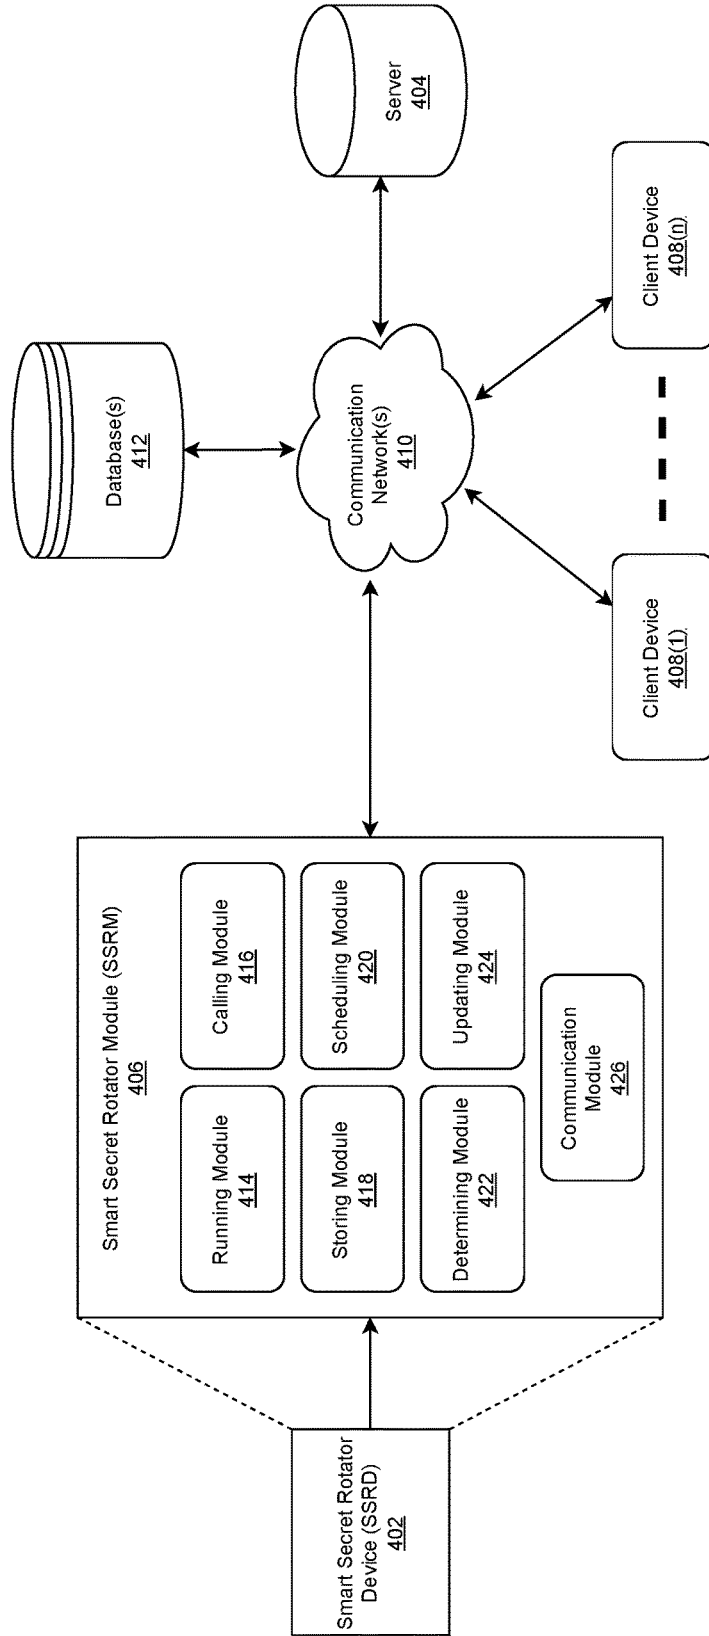 Smart Secret Rotator
Device (SSRD)
402
Smart Secret Rotator Module (SSRM)
406
Running Module
414
Calling Module
416
Storing Module
418
Scheduling Module
420
Determining Module
422
Updating Module
424
Communication
Module
426
Database(s)
412
Communication
Network(s)
410
Server
404
Client Device
408(1)
Client Device
408(n)